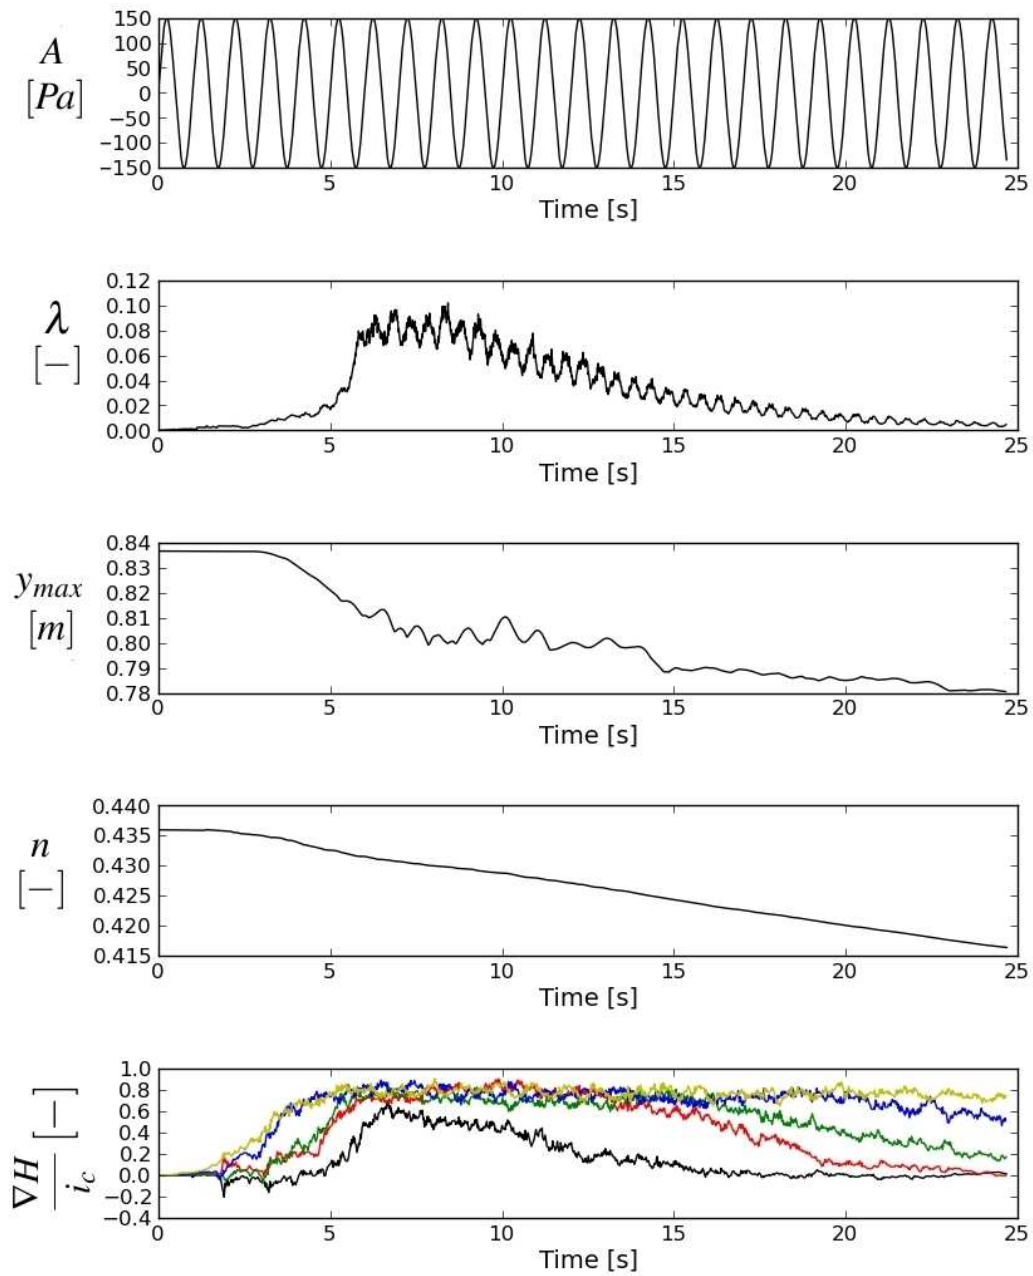 A
[Pa]
150
100
50
0
−50
−100
−150
0 5 10 15 20 25
Time [s]
λ
[−]
0.12
0.10
0.08
0.06
0.04
0.02
0.00
0 5 10 15 20 25
Time [s]
y_max
[m]
0.84
0.83
0.82
0.81
0.80
0.79
0.78
0 5 10 15 20 25
Time [s]
n
[−]
0.440
0.435
0.430
0.425
0.420
0.415
0 5 10 15 20 25
Time [s]
∇H / i_c [−]
1.0
0.8
0.6
0.4
0.2
0.0
−0.2
−0.4
0 5 10 15 20 25
Time [s]